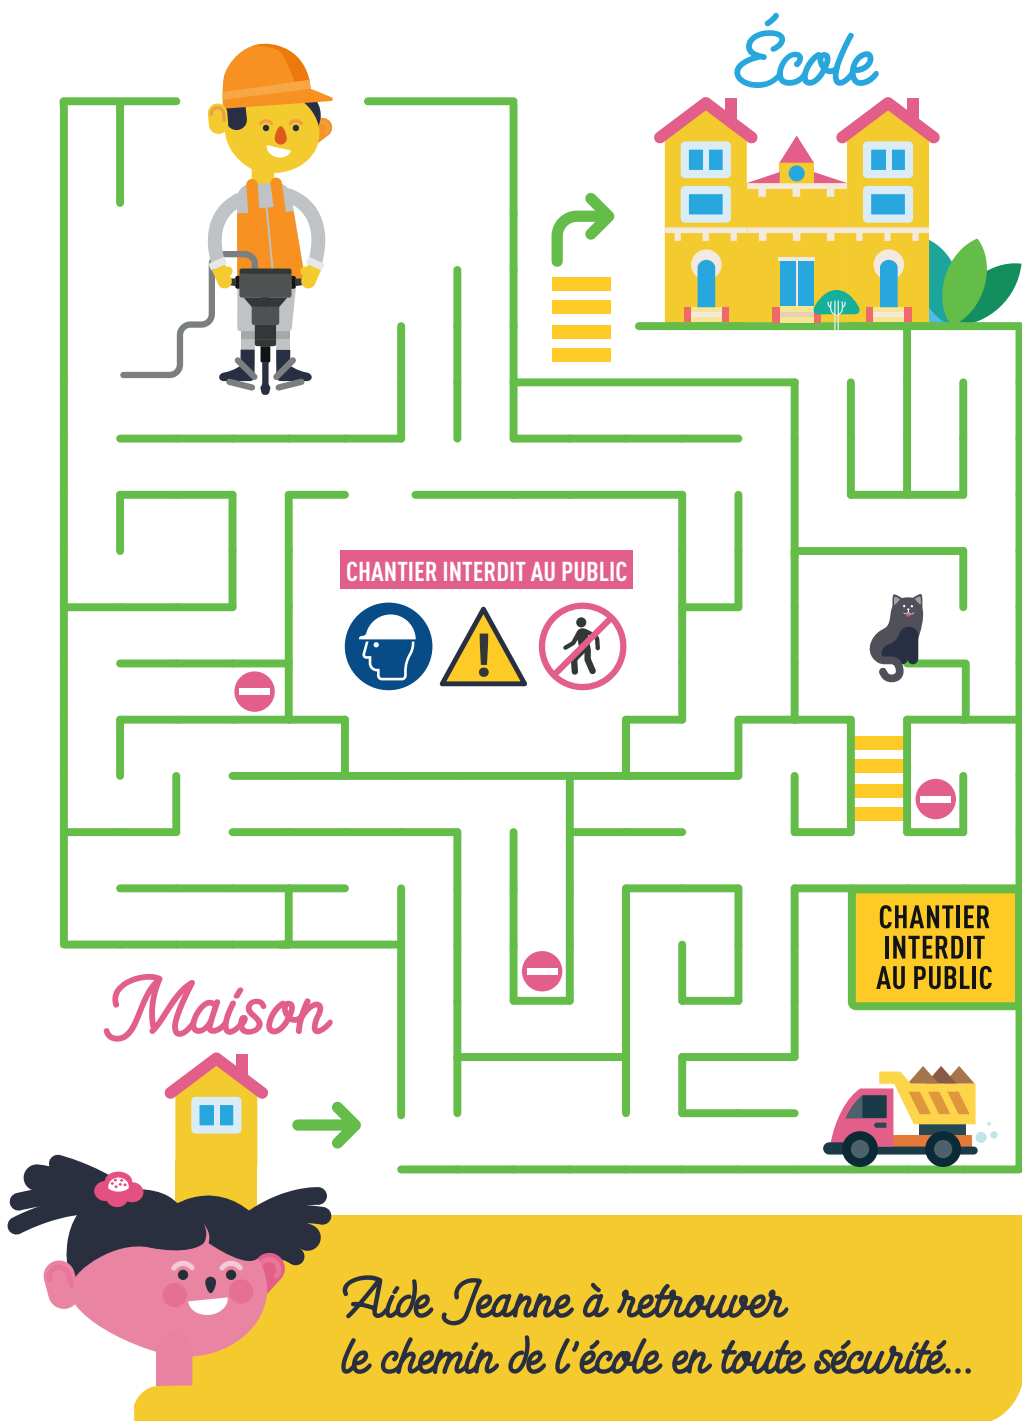 École
CHANTIER INTERDIT AU PUBLIC
CHANTIER
INTERDIT
AU PUBLIC
Maison
Aide Jeanne à retrouver
le chemin de l'école en toute sécurité...